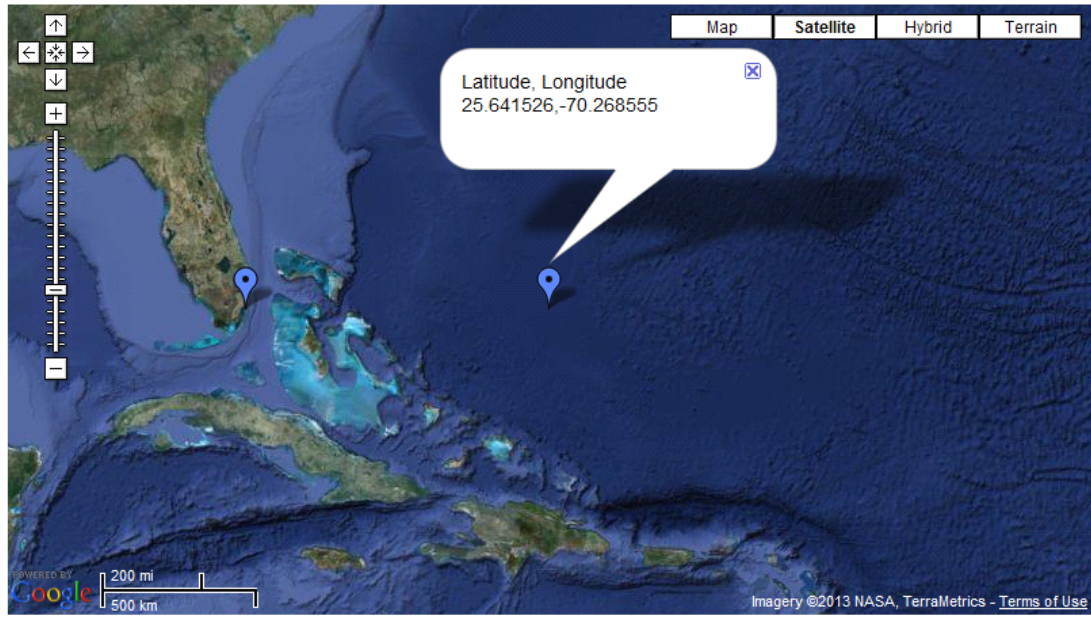 Map Satellite Hybrid Terrain
Latitude, Longitude
25.641526,-70.268555
POWERED BY
Google
200 mi
500 km
Imagery ©2013 NASA, TerraMetrics - Terms of Use